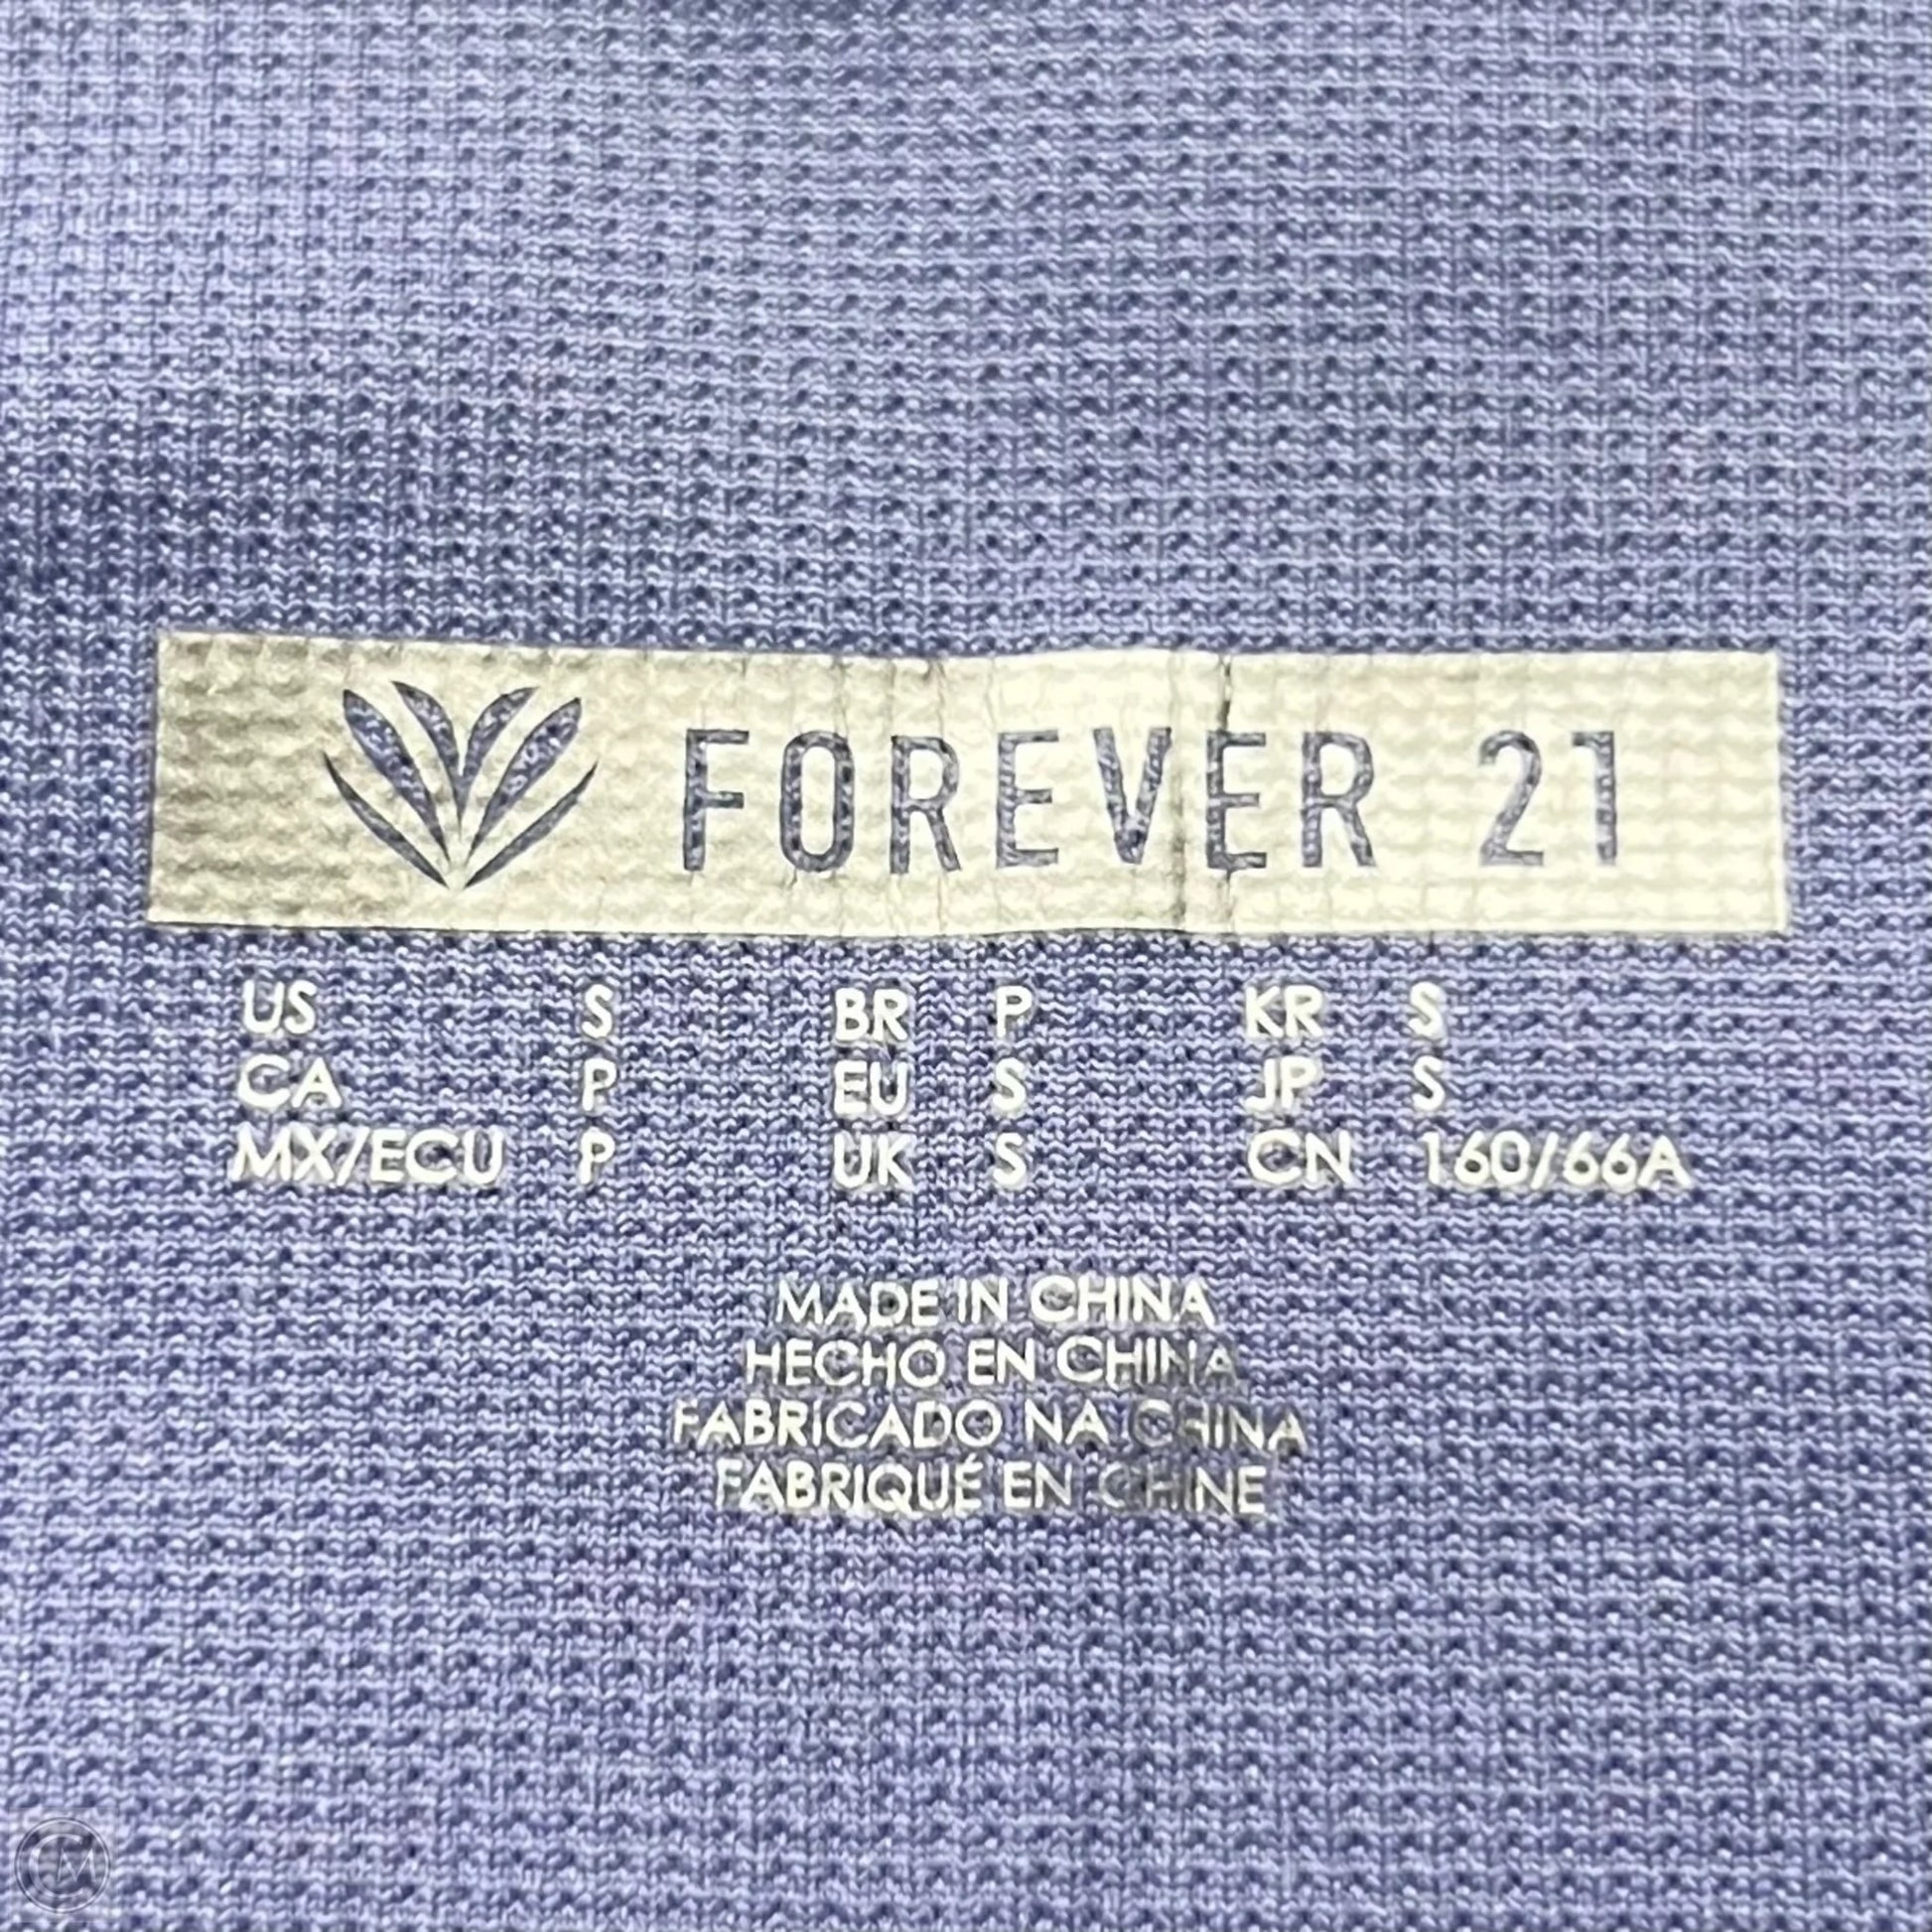 FOREVER 21
US S BR P KR S
CA P EU S JP S
MX/ECU P UK S CN 160/66A
MADE IN CHINA
HECHO EN CHINA
FABRICADO NA CHINA
FABRIQUÉ EN CHINE
CM